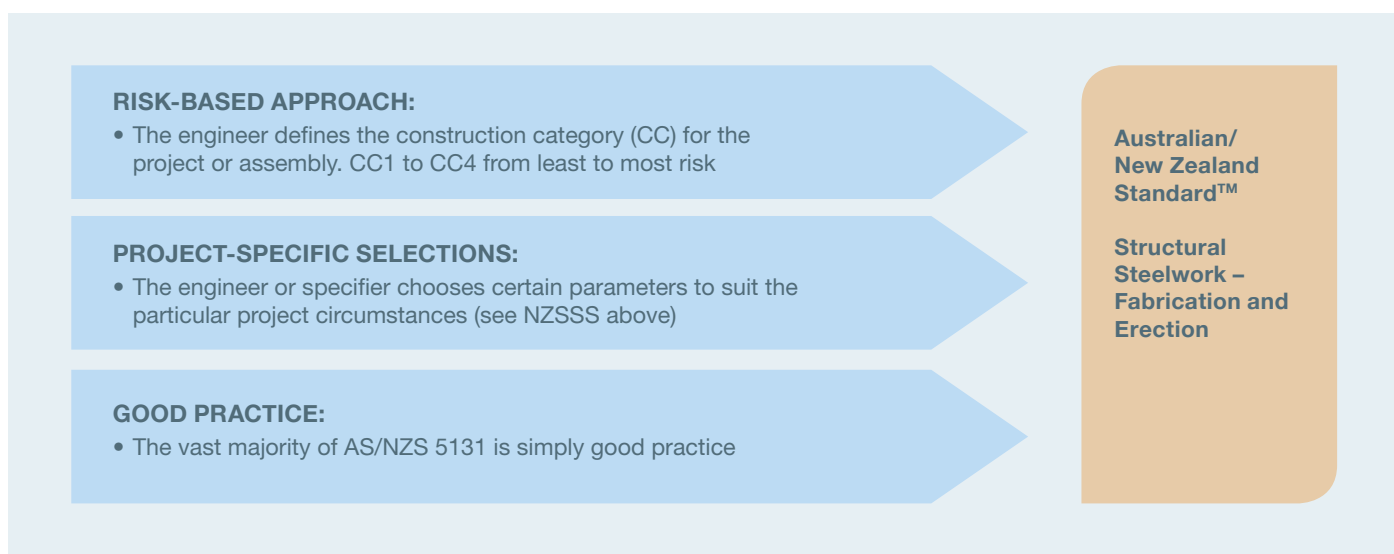 RISK-BASED APPROACH:
• The engineer defines the construction category (CC) for the
project or assembly. CC1 to CC4 from least to most risk
PROJECT-SPECIFIC SELECTIONS:
• The engineer or specifier chooses certain parameters to suit the
particular project circumstances (see NZSSS above)
GOOD PRACTICE:
• The vast majority of AS/NZS 5131 is simply good practice
Australian/
New Zealand
Standard™
Structural
Steelwork –
Fabrication and
Erection